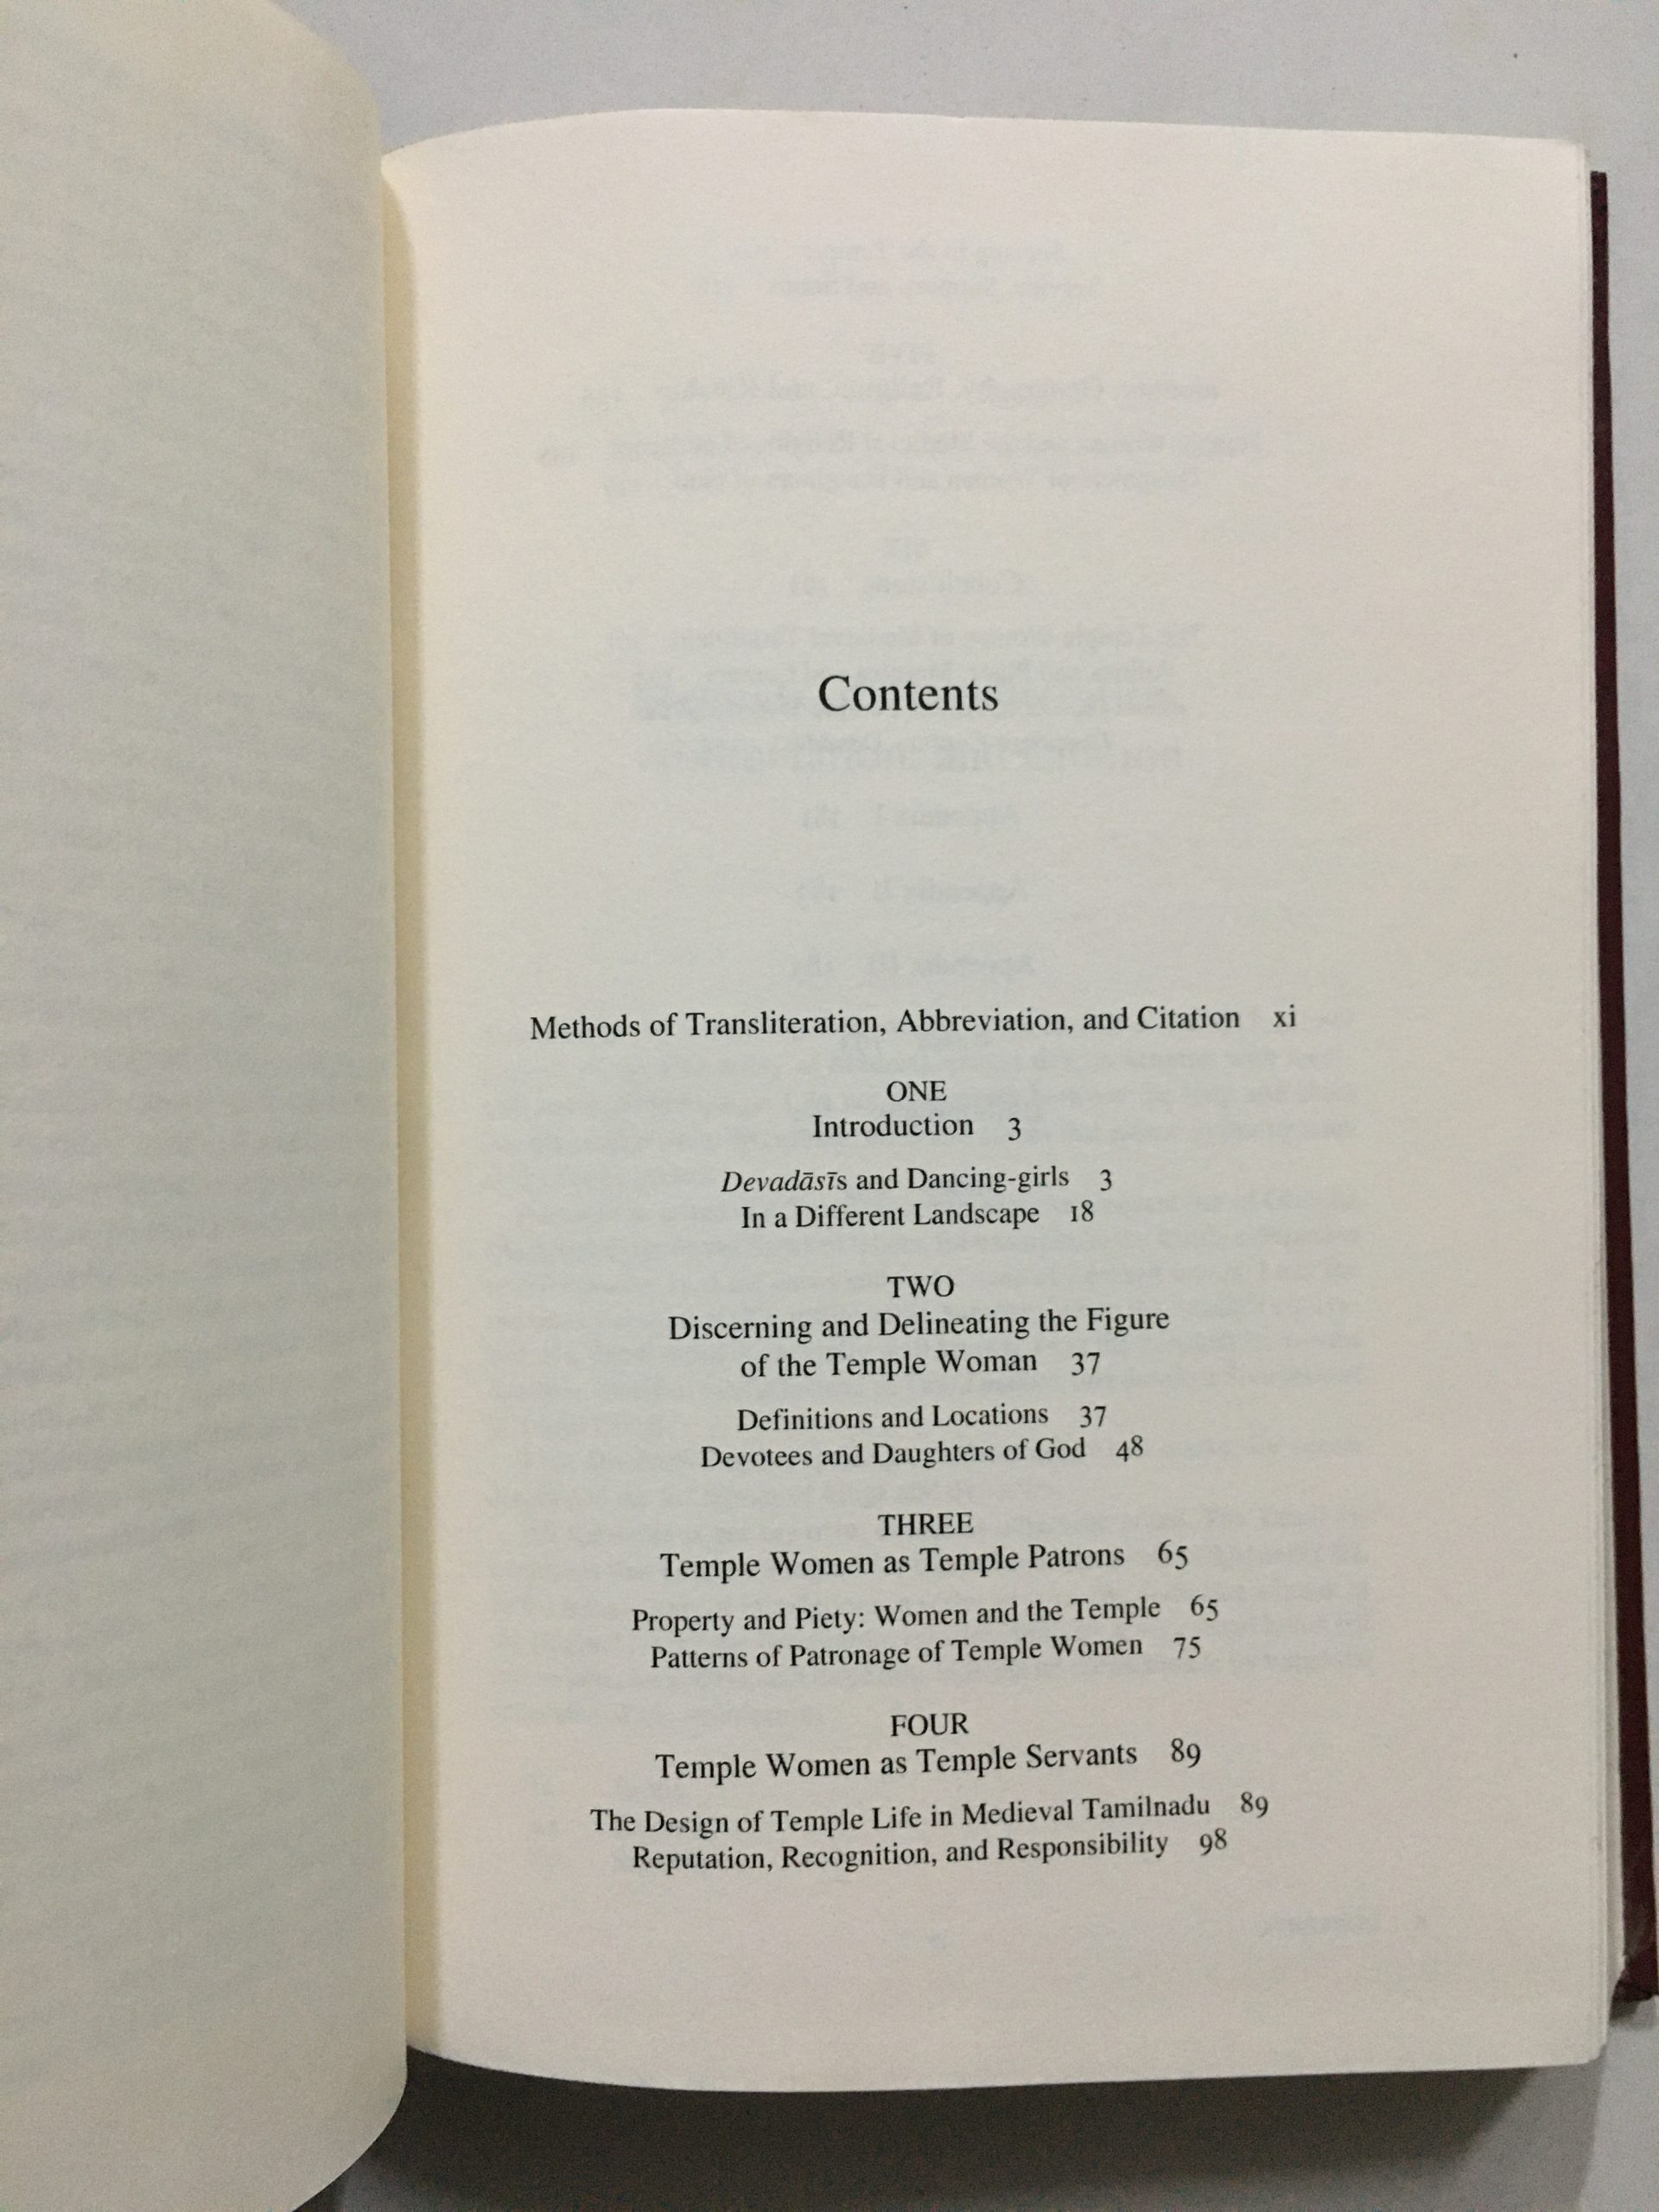 Contents
Methods of Transliteration, Abbreviation, and Citation xi
ONE
Introduction 3
Devadāsīs and Dancing-girls 3
In a Different Landscape 18
TWO
Discerning and Delineating the Figure
of the Temple Woman 37
Definitions and Locations 37
Devotees and Daughters of God 48
THREE
Temple Women as Temple Patrons 65
Property and Piety: Women and the Temple 65
Patterns of Patronage of Temple Women 75
FOUR
Temple Women as Temple Servants 89
The Design of Temple Life in Medieval Tamilnadu 89
Reputation, Recognition, and Responsibility 98